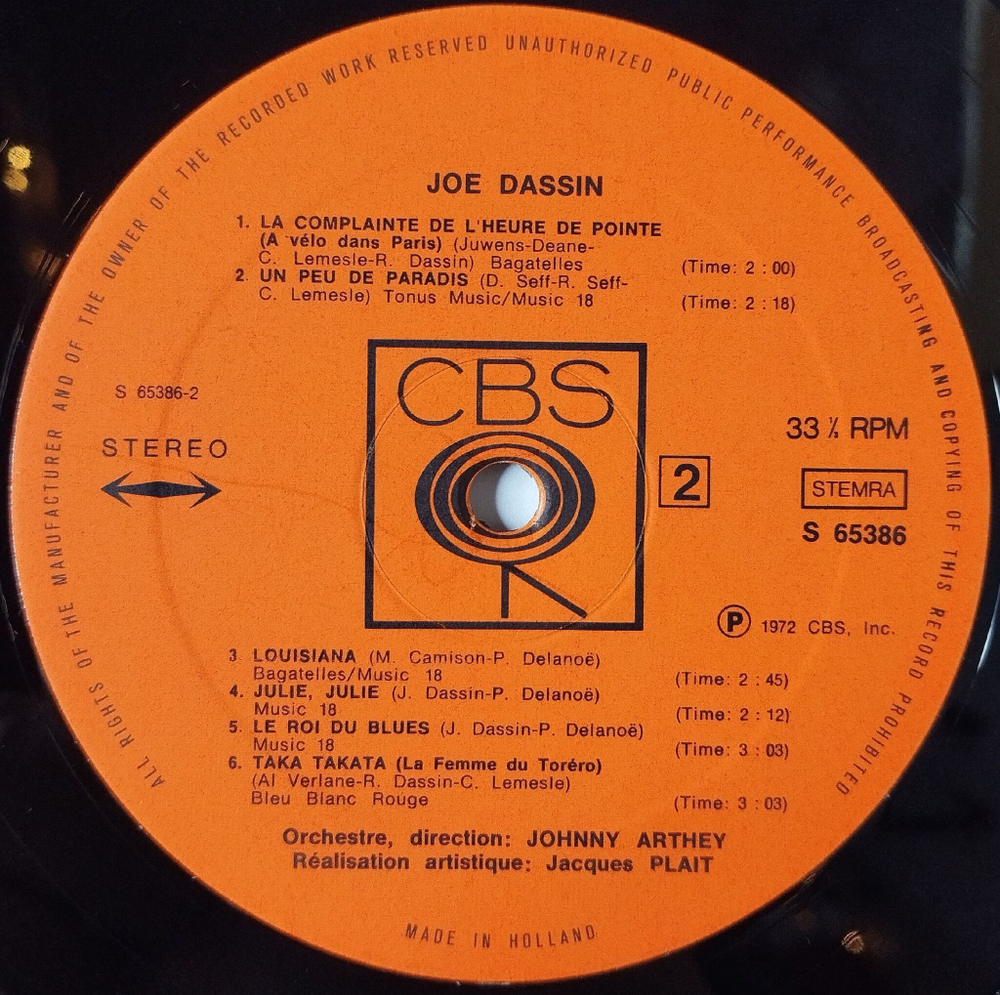 ALL RIGHTS OF THE MANUFACTURER AND OF THE OWNER OF THE RECORDED WORK RESERVED UNAUTHORIZED PUBLIC PERFORMANCE BROADCASTING AND COPYING OF THIS RECORD PROHIBITED
JOE DASSIN
1. LA COMPLAINTE DE L'HEURE DE POINTE
(A vélo dans Paris) (Juwens-Deane-
C. Lemesle-R. Dassin) Bagatelles (Time: 2 : 00)
2. UN PEU DE PARADIS (D. Seff-R. Seff-
C. Lemesle) Tonus Music/Music 18 (Time: 2 : 18)
CBS
S 65386-2
STEREO
2
33 ⅓ RPM
STEMRA
S 65386
℗ 1972 CBS, Inc.
3. LOUISIANA (M. Camison-P. Delanoë)
Bagatelles/Music 18 (Time: 2 : 45)
4. JULIE, JULIE (J. Dassin-P. Delanoë)
Music 18 (Time: 2 : 12)
5. LE ROI DU BLUES (J. Dassin-P. Delanoë)
Music 18 (Time: 3 : 03)
6. TAKA TAKATA (La Femme du Toréro)
(Al Verlane-R. Dassin-C. Lemesle)
Bleu Blanc Rouge (Time: 3 : 03)
Orchestre, direction: JOHNNY ARTHEY
Réalisation artistique: Jacques PLAIT
MADE IN HOLLAND